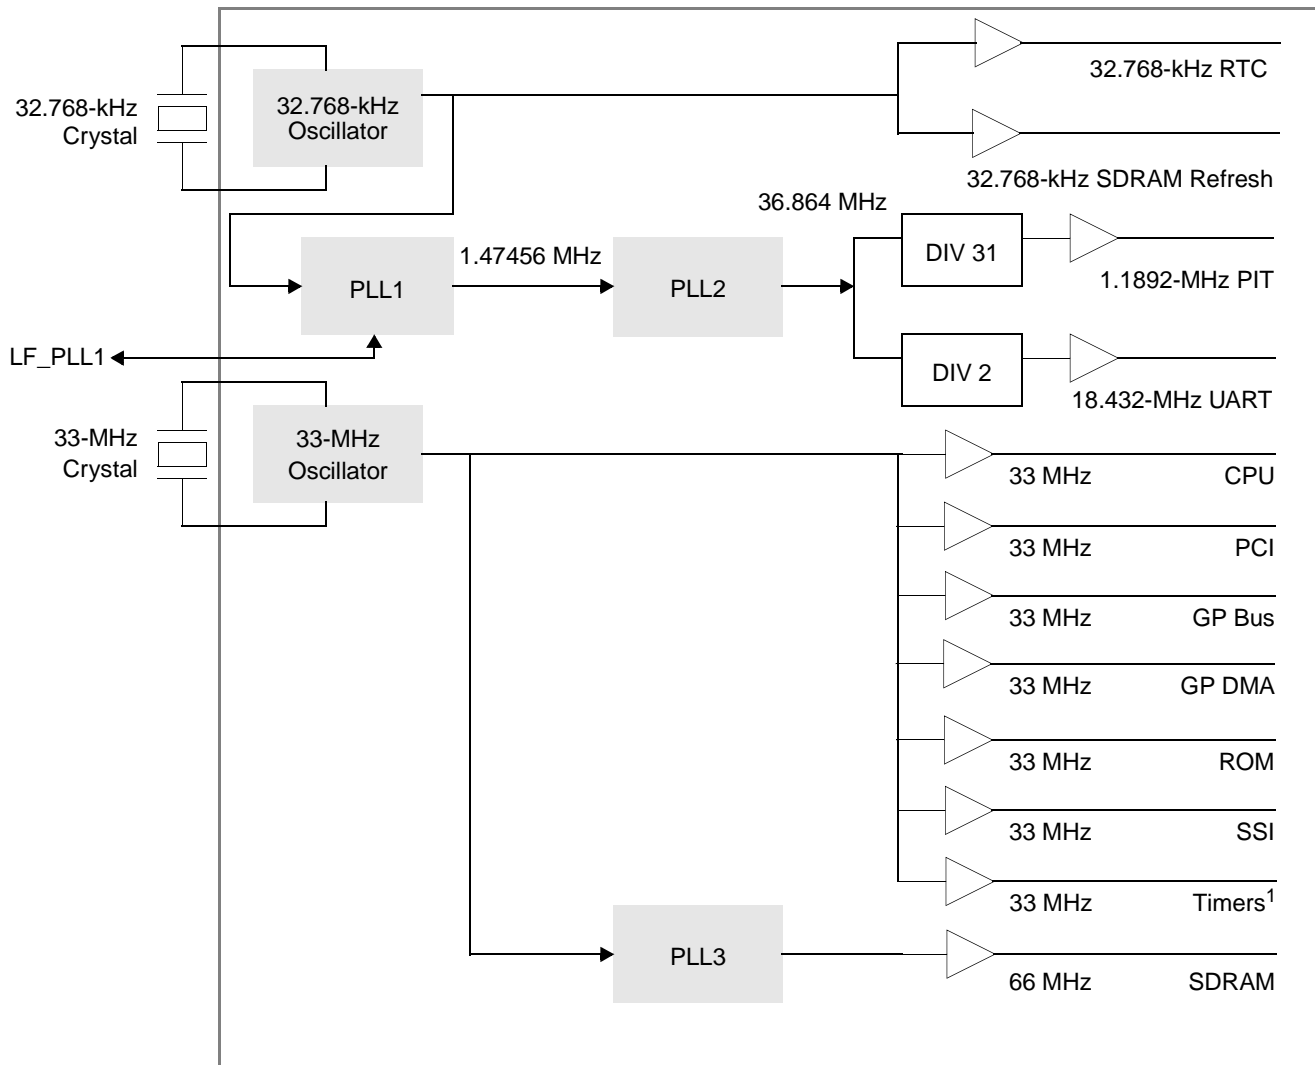 32.768-kHz
Crystal
32.768-kHz
Oscillator
32.768-kHz RTC
32.768-kHz SDRAM Refresh
36.864 MHz
PLL1
1.47456 MHz
PLL2
DIV 31
1.1892-MHz PIT
LF_PLL1
DIV 2
18.432-MHz UART
33-MHz
Crystal
33-MHz
Oscillator
33 MHz CPU
33 MHz PCI
33 MHz GP Bus
33 MHz GP DMA
33 MHz ROM
33 MHz SSI
33 MHz Timers1
PLL3
66 MHz SDRAM